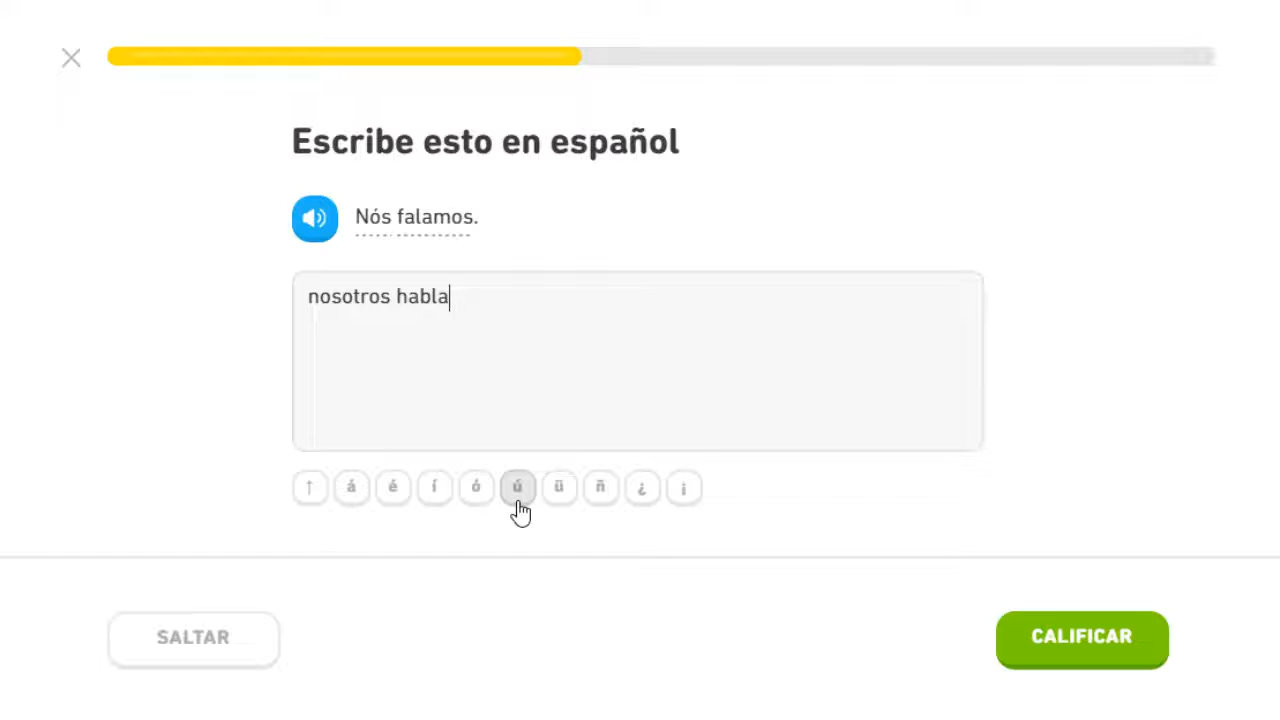 Escribe esto en español
Nós falamos.
nosotros habla
↑ á é í ó ú ü ñ ¿ ¡
SALTAR
CALIFICAR